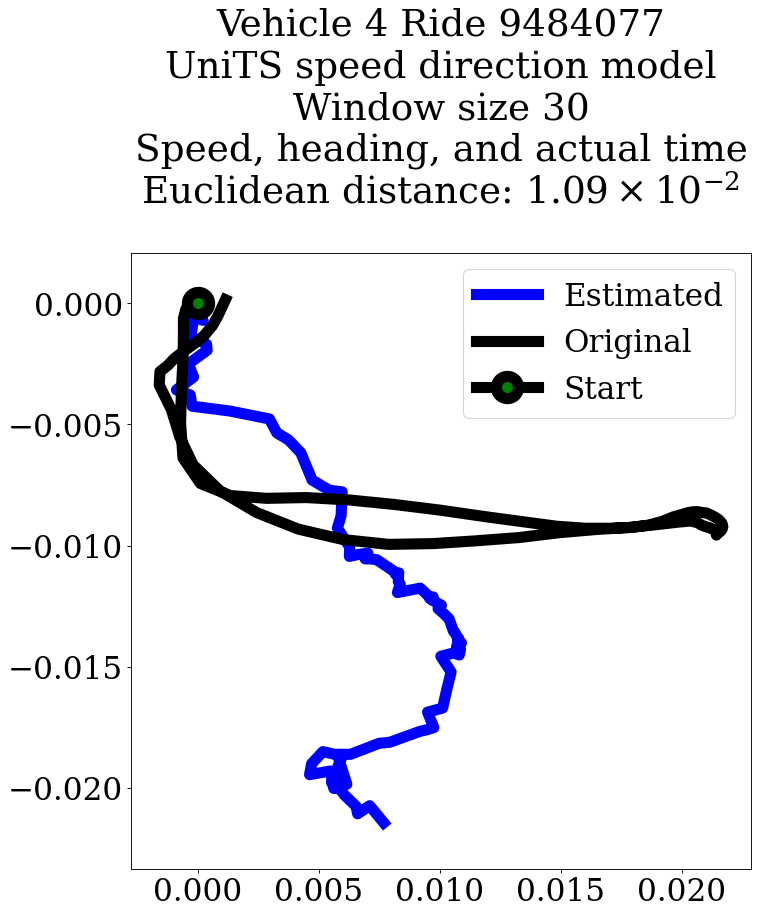 Vehicle 4 Ride 9484077
UniTS speed direction model
Window size 30
Speed, heading, and actual time
Euclidean distance: 1.09 × 10⁻²
Estimated
Original
Start
0.000
−0.005
−0.010
−0.015
−0.020
0.000 0.005 0.010 0.015 0.020